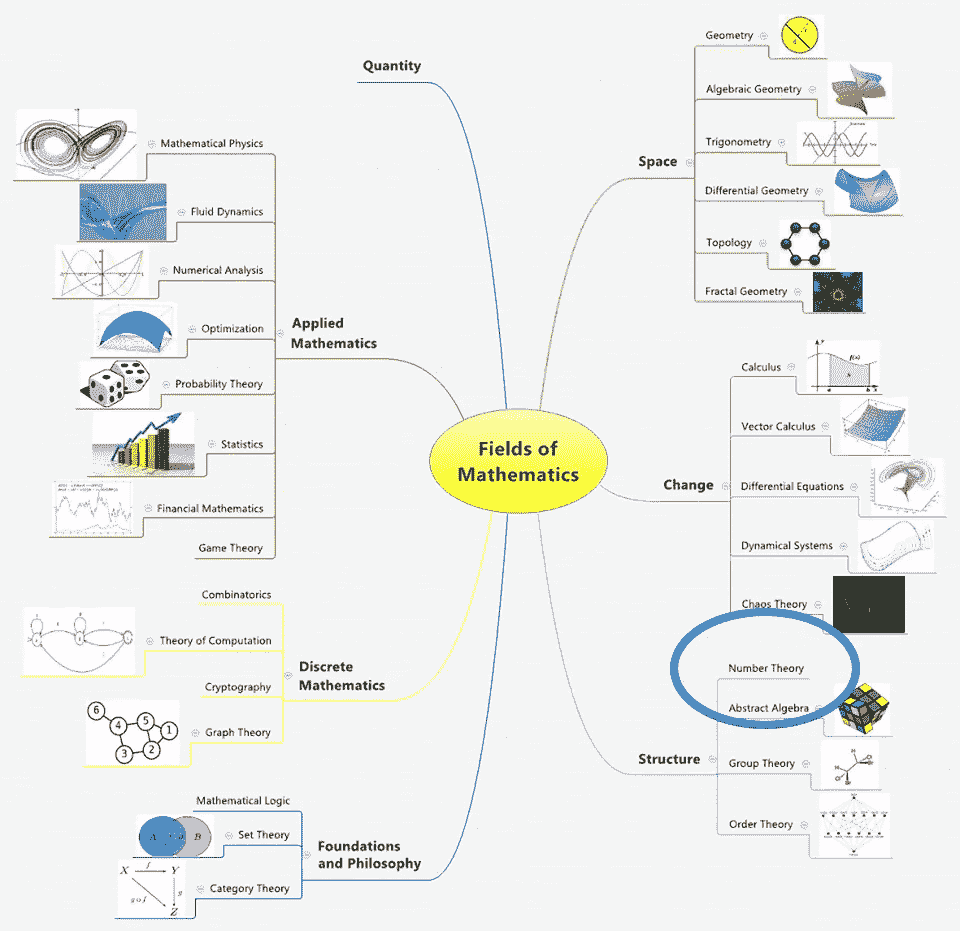 Quantity
Mathematical Physics
Fluid Dynamics
Numerical Analysis
Optimization
Probability Theory
Statistics
Financial Mathematics
Game Theory
Applied
Mathematics
Combinatorics
Theory of Computation
Cryptography
Graph Theory
6
4
5
1
3
2
Discrete
Mathematics
Mathematical Logic
Set Theory
A
B
Category Theory
X
f
Y
g
g o f
Z
Foundations
and Philosophy
Fields of
Mathematics
Space
Geometry
Algebraic Geometry
Trigonometry
Differential Geometry
Topology
Fractal Geometry
Change
Calculus
y
f(x)
a
b
x
Vector Calculus
Differential Equations
Dynamical Systems
Chaos Theory
Structure
Number Theory
Abstract Algebra
Group Theory
H
H
Order Theory